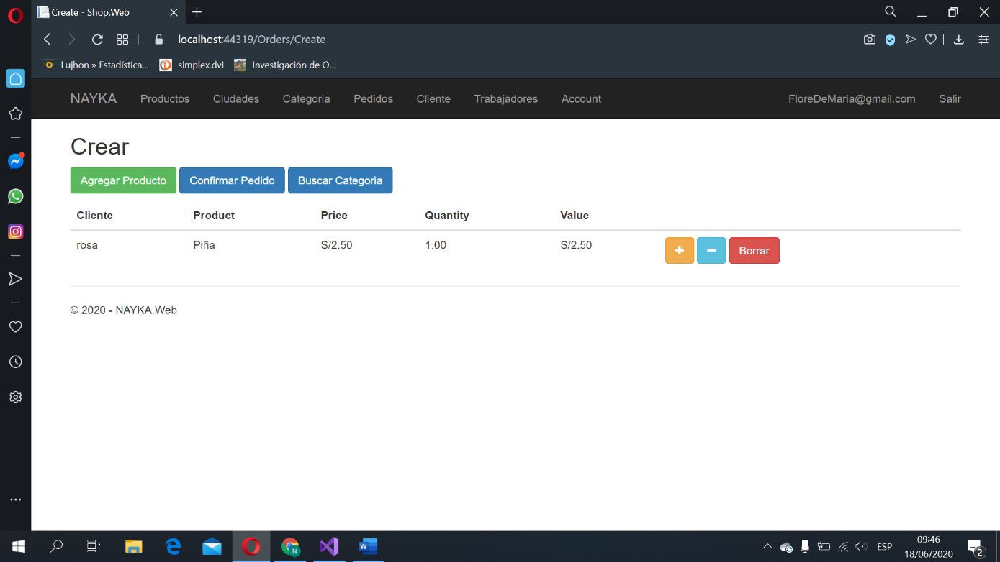 Create - Shop.Web
localhost:44319/Orders/Create
Lujhon » Estadística... simplex.dvi Investigación de O...
NAYKA Productos Ciudades Categoria Pedidos Cliente Trabajadores Account FloreDeMaria@gmail.com Salir
Crear
Agregar Producto Confirmar Pedido Buscar Categoria
Cliente Product Price Quantity Value
rosa Piña S/2.50 1.00 S/2.50 + - Borrar
© 2020 - NAYKA.Web
N W ESP 09:46
18/06/2020 2